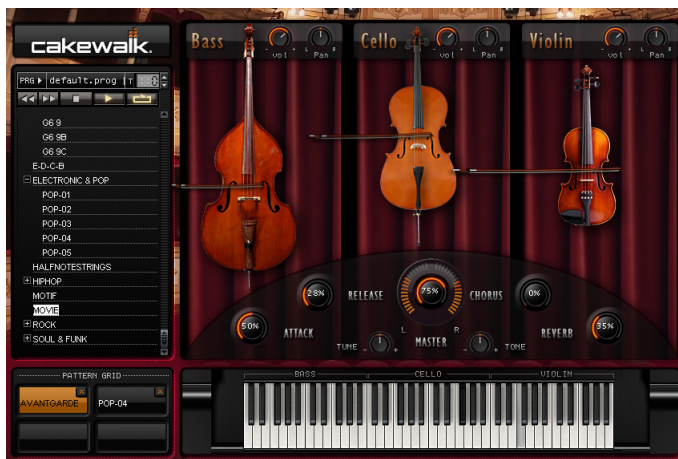 cakewalk.
PRG default.prog T
G6 9
G6 9B
G6 9C
E-D-C-B
ELECTRONIC & POP
POP-01
POP-02
POP-03
POP-04
POP-05
HALFNOTESTRINGS
HIPHOP
MOTIF
MOVIE
ROCK
SOUL & FUNK
PATTERN GRID
AVANTGARDE POP-04
Bass - vol + L Pan R
Cello - vol + L Pan R
Violin - vol + L Pan R
28% RELEASE 75% CHORUS 0%
50% ATTACK L MASTER R REVERB 35%
TUNE - + - + TONE
BASS CELLO VIOLIN